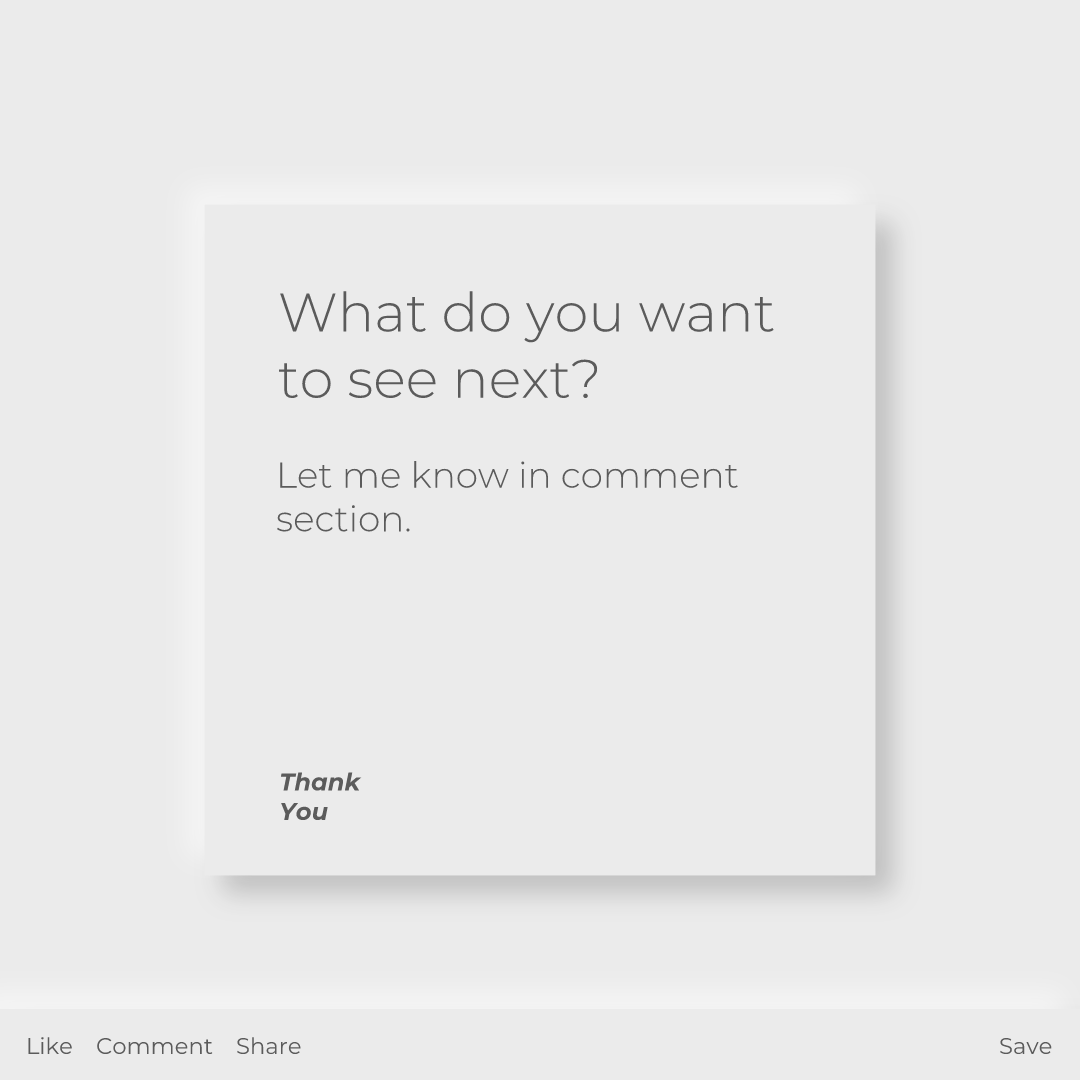 What do you want
to see next?
Let me know in comment
section.
Thank
You
Like Comment Share Save